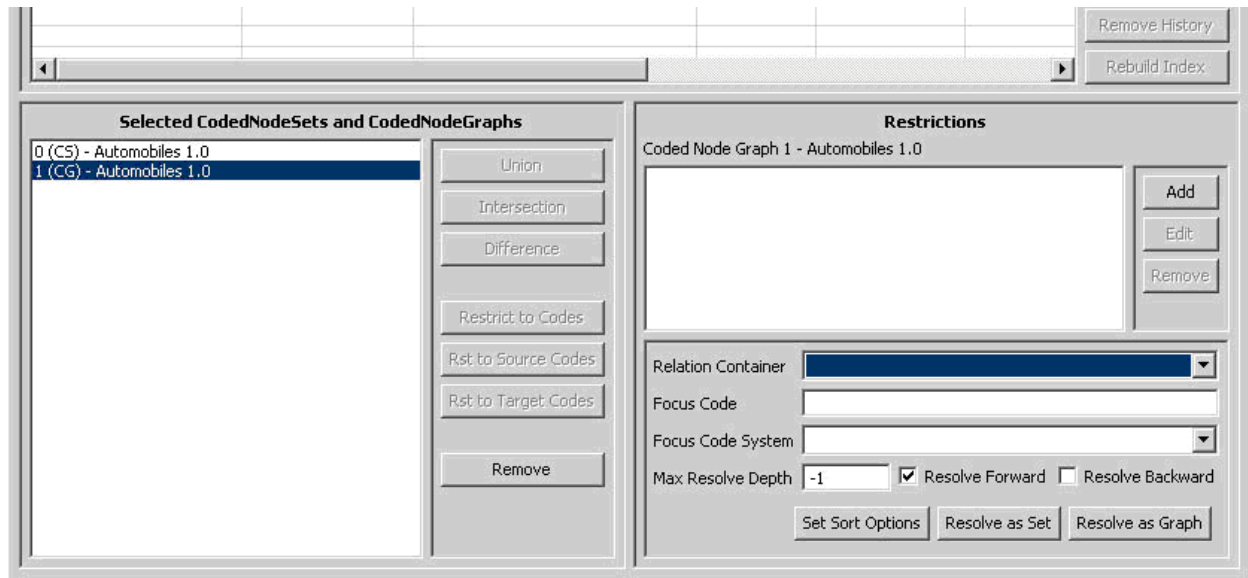 Remove History
Rebuild Index
Selected CodedNodeSets and CodedNodeGraphs
0 (CS) - Automobiles 1.0
1 (CG) - Automobiles 1.0
Union
Intersection
Difference
Restrict to Codes
Rst to Source Codes
Rst to Target Codes
Remove
Restrictions
Coded Node Graph 1 - Automobiles 1.0
Add
Edit
Remove
Relation Container
Focus Code
Focus Code System
Max Resolve Depth -1 Resolve Forward Resolve Backward
Set Sort Options Resolve as Set Resolve as Graph